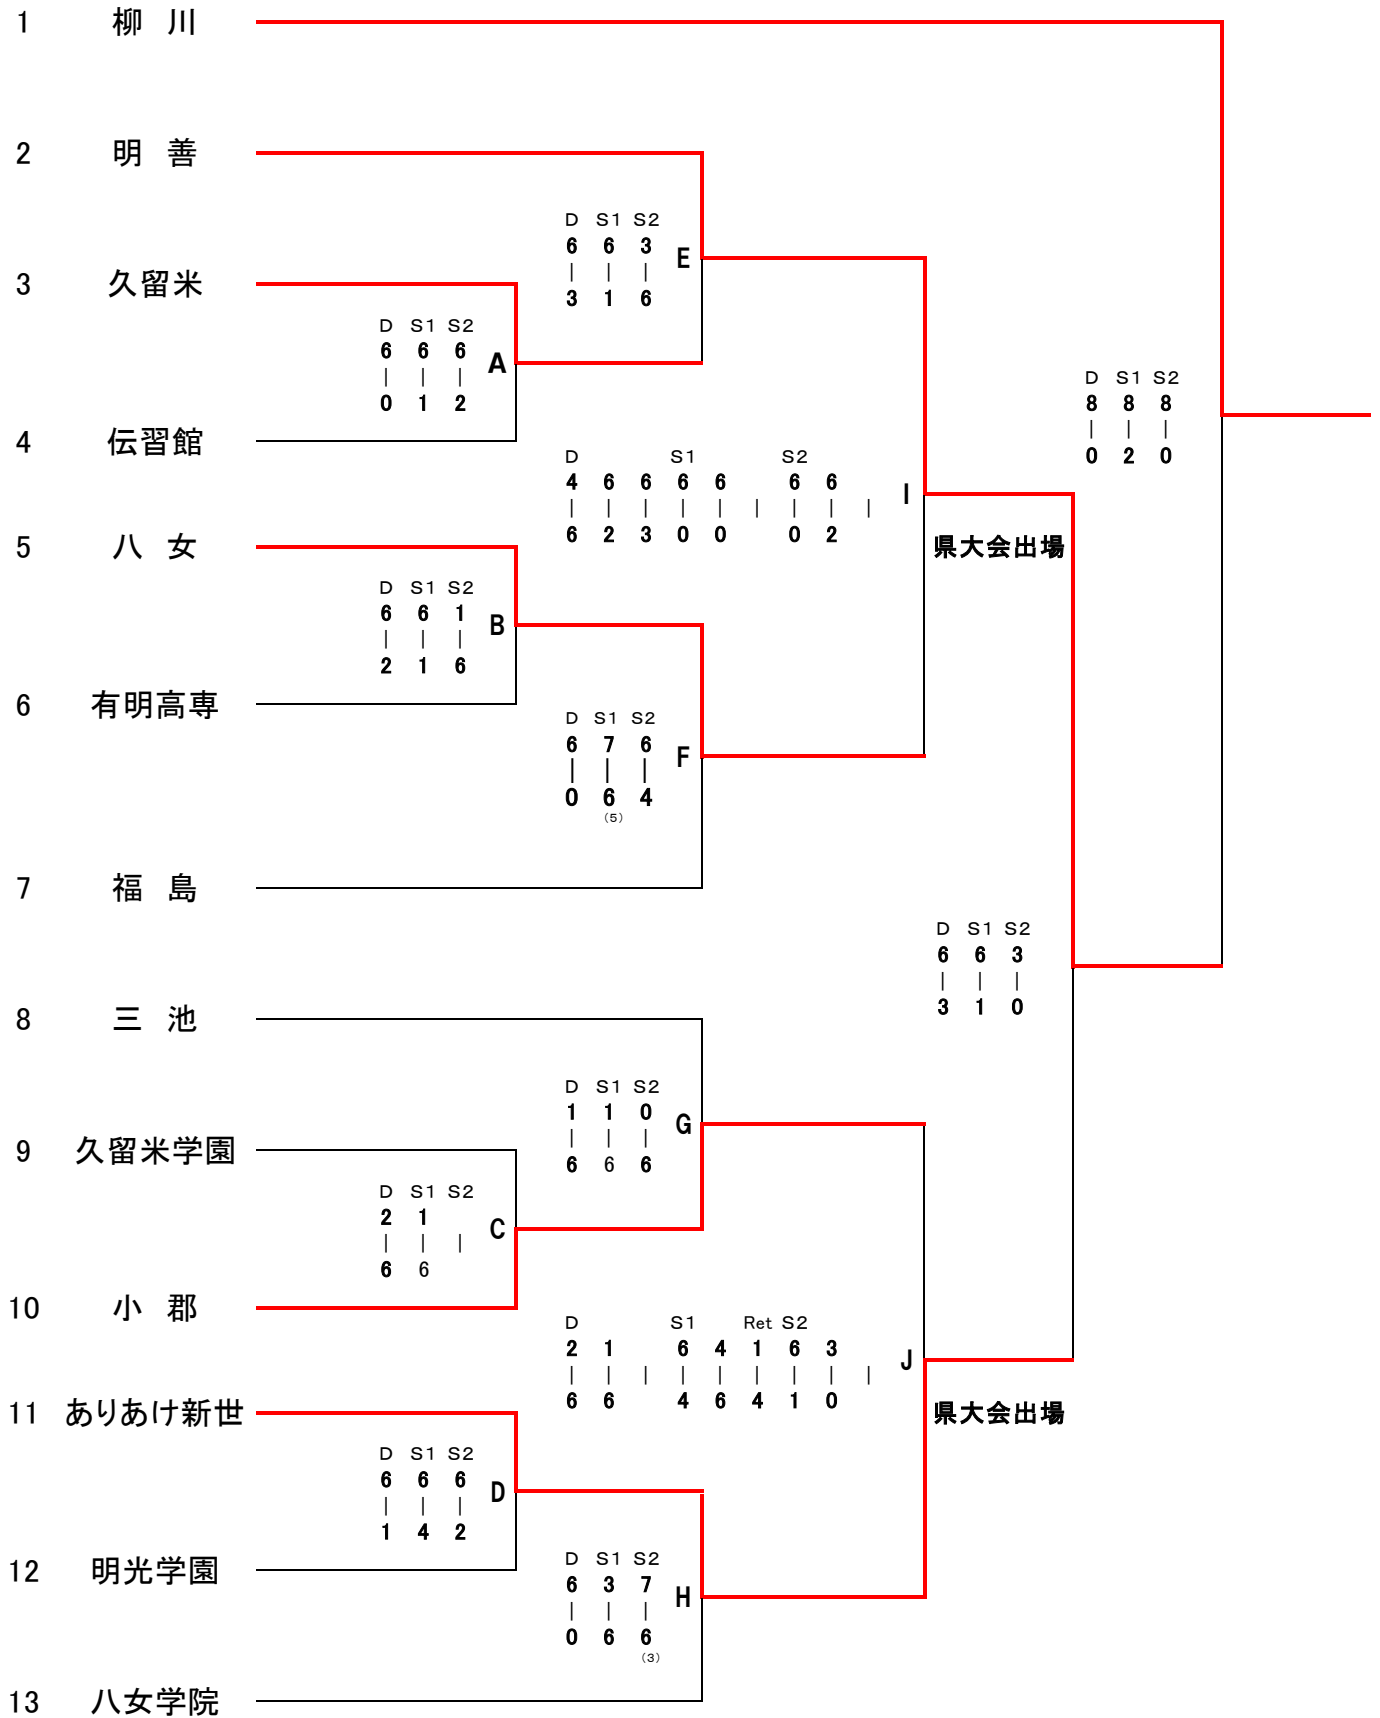 1 柳 川
2 明 善
D S1 S2
6 6 3 E
| | |
3 1 6
3 久留米
D S1 S2
6 6 6 A
| | |
0 1 2
D S1 S2
8 8 8
| | |
0 2 0
4 伝習館
D S1 S2
4 6 6 6 6 6 6 I
| | | | | | | | |
6 2 3 0 0 0 2
5 八 女
県大会出場
D S1 S2
6 6 1 B
| | |
2 1 6
6 有明高専
D S1 S2
6 7 6 F
| | |
0 6 4
(5)
7 福 島
D S1 S2
6 6 3
| | |
3 1 0
8 三 池
D S1 S2
1 1 0 G
| | |
6 6 6
9 久留米学園
D S1 S2
2 1 C
| | |
6 6
10 小 郡
D S1 Ret S2
2 1 6 4 1 6 3 J
| | | | | | | | |
6 6 4 6 4 1 0
11 ありあけ新世
県大会出場
D S1 S2
6 6 6 D
| | |
1 4 2
12 明光学園
D S1 S2
6 3 7 H
| | |
0 6 6
(3)
13 八女学院